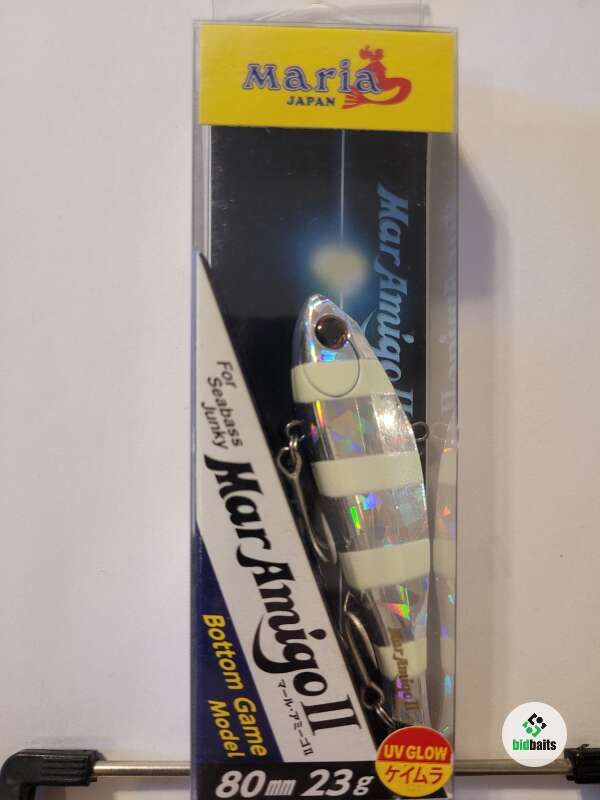 Maria
JAPAN
Mar Amigo II
For
Seabass
Junky
Mar Amigo II
マール・アミーゴⅡ
Bottom Game
Model
Mar Amigo II
UV GLOW
ケイムラ
80mm 23g
bidbaits